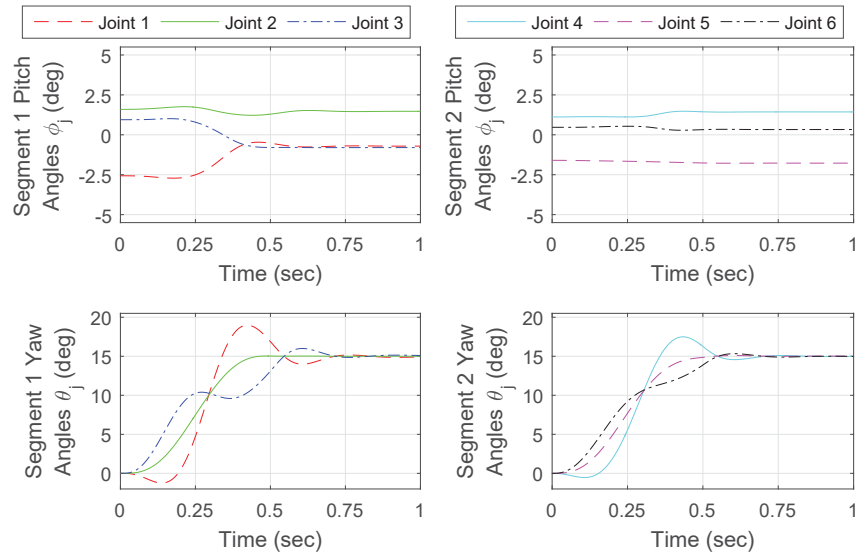 Joint 1 Joint 2 Joint 3
Joint 4 Joint 5 Joint 6
Segment 1 Pitch
Angles ϕj (deg)
5
2.5
0
-2.5
-5
0 0.25 0.5 0.75 1
Time (sec)
Segment 2 Pitch
Angles ϕj (deg)
5
2.5
0
-2.5
-5
0 0.25 0.5 0.75 1
Time (sec)
Segment 1 Yaw
Angles θj (deg)
20
15
10
5
0
0 0.25 0.5 0.75 1
Time (sec)
Segment 2 Yaw
Angles θj (deg)
20
15
10
5
0
0 0.25 0.5 0.75 1
Time (sec)